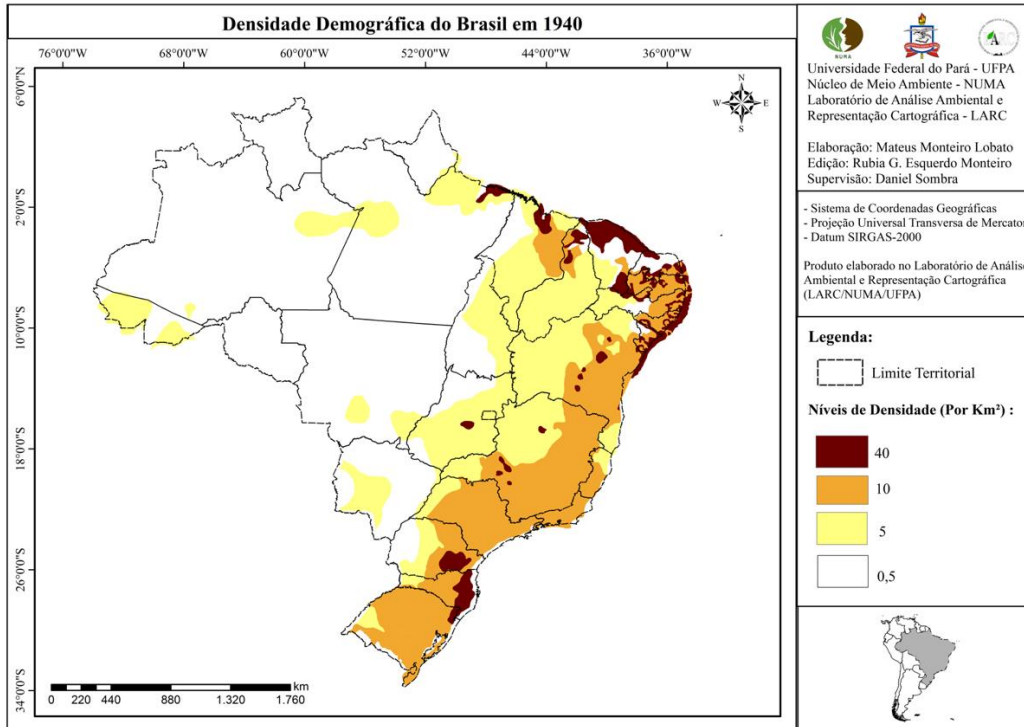 Densidade Demográfica do Brasil em 1940
76°0'0"W
68°0'0"W
60°0'0"W
52°0'0"W
44°0'0"W
36°0'0"W
6°0'0"N
2°0'0"S
10°0'0"S
18°0'0"S
26°0'0"S
34°0'0"S
N
W
E
S
km
0 220 440 880 1.320 1.760
NUMA
Universidade Federal do Pará - UFPA
Núcleo de Meio Ambiente - NUMA
Laboratório de Análise Ambiental e
Representação Cartográfica - LARC
Elaboração: Mateus Monteiro Lobato
Edição: Rubia G. Esquerdo Monteiro
Supervisão: Daniel Sombra
- Sistema de Coordenadas Geográficas
- Projeção Universal Transversa de Mercator
- Datum SIRGAS-2000
Produto elaborado no Laboratório de Análise
Ambiental e Representação Cartográfica
(LARC/NUMA/UFPA)
Legenda:
Limite Territorial
Níveis de Densidade (Por Km²) :
40
10
5
0,5